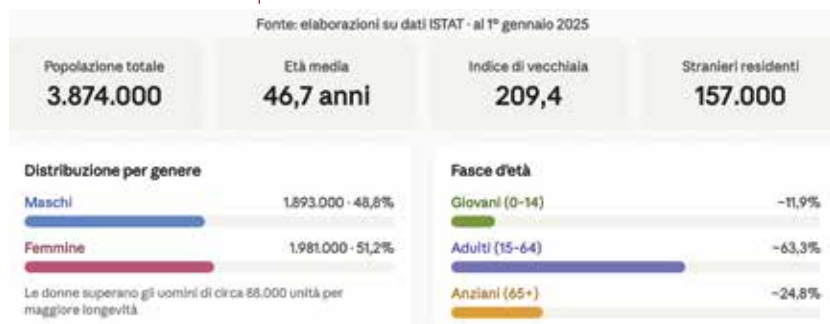 Fonte: elaborazioni su dati ISTAT · al 1° gennaio 2025
Popolazione totale
3.874.000
Età media
46,7 anni
Indice di vecchiaia
209,4
Stranieri residenti
157.000
Distribuzione per genere
Maschi 1.893.000 · 48,8%
Femmine 1.981.000 · 51,2%
Le donne superano gli uomini di circa 88.000 unità per
maggiore longevità
Fasce d'età
Giovani (0-14) ~11,9%
Adulti (15-64) ~63,3%
Anziani (65+) ~24,8%